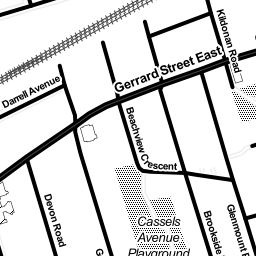 Kildonan Road
Gerrard Street East
Darrell Avenue
Beachview Crescent
Devon Road
Cassels
Avenue
Playground
Brookside
Glenmount